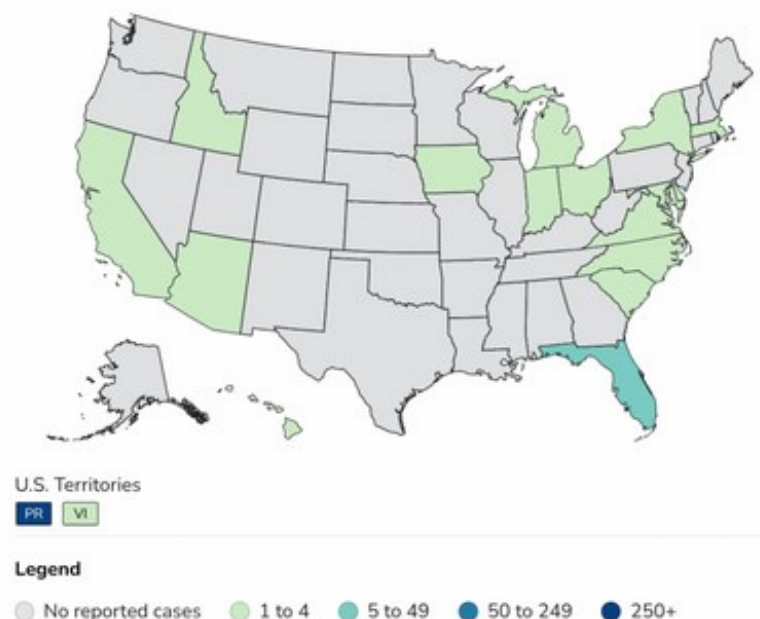 U.S. Territories
PR VI
Legend
No reported cases 1 to 4 5 to 49 50 to 249 250+